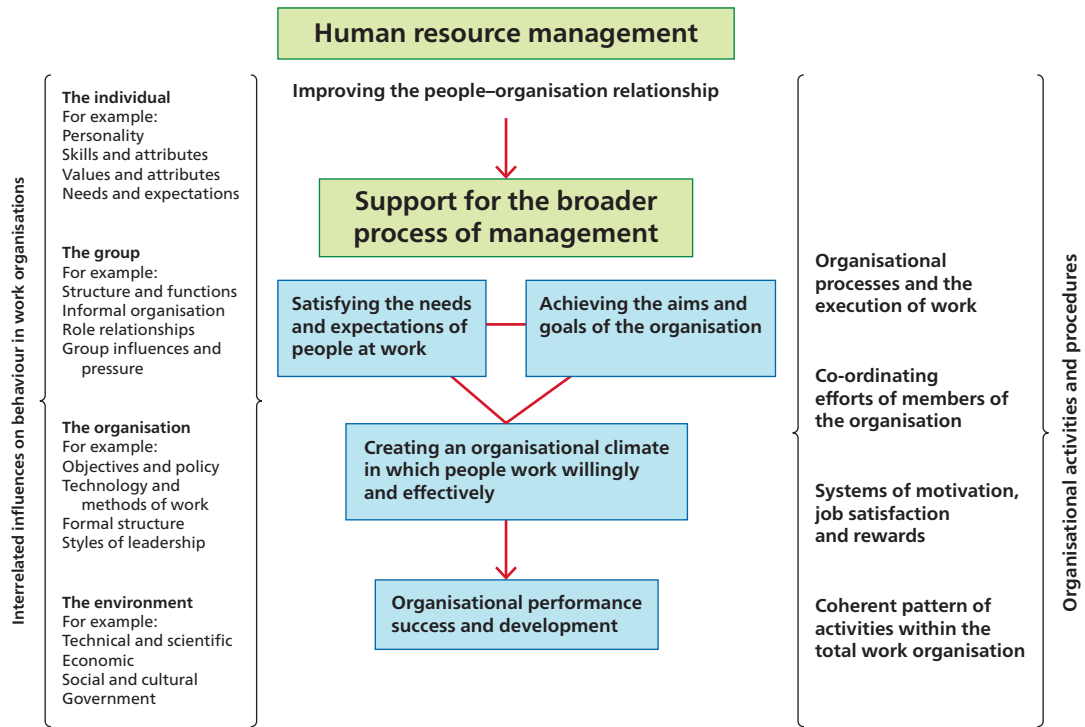 Human resource management
Improving the people–organisation relationship
Support for the broader
process of management
Satisfying the needs
and expectations of
people at work
Achieving the aims and
goals of the organisation
Creating an organisational climate
in which people work willingly
and effectively
Organisational performance
success and development
Interrelated influences on behaviour in work organisations
The individual
For example:
Personality
Skills and attributes
Values and attributes
Needs and expectations
The group
For example:
Structure and functions
Informal organisation
Role relationships
Group influences and
pressure
The organisation
For example:
Objectives and policy
Technology and
methods of work
Formal structure
Styles of leadership
The environment
For example:
Technical and scientific
Economic
Social and cultural
Government
Organisational
processes and the
execution of work
Co-ordinating
efforts of members of
the organisation
Systems of motivation,
job satisfaction
and rewards
Coherent pattern of
activities within the
total work organisation
Organisational activities and procedures